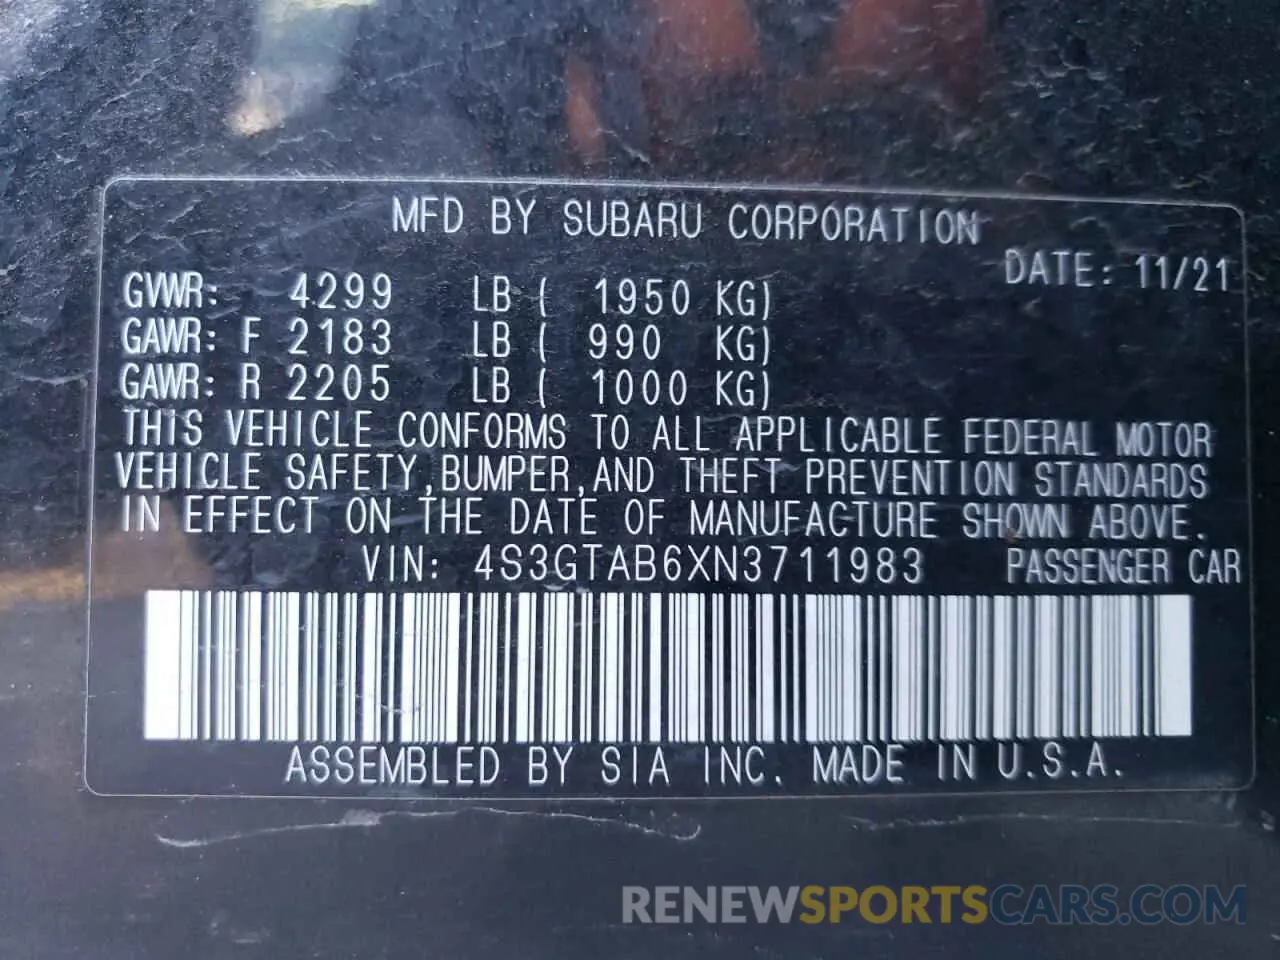 MFD BY SUBARU CORPORATION
DATE: 11/21
GVWR: 4299 LB ( 1950 KG)
GAWR: F 2183 LB ( 990 KG)
GAWR: R 2205 LB ( 1000 KG)
THIS VEHICLE CONFORMS TO ALL APPLICABLE FEDERAL MOTOR
VEHICLE SAFETY,BUMPER,AND THEFT PREVENTION STANDARDS
IN EFFECT ON THE DATE OF MANUFACTURE SHOWN ABOVE.
VIN: 4S3GTAB6XN3711983 PASSENGER CAR
ASSEMBLED BY SIA INC. MADE IN U.S.A.
RENEWSPORTSCARS.COM